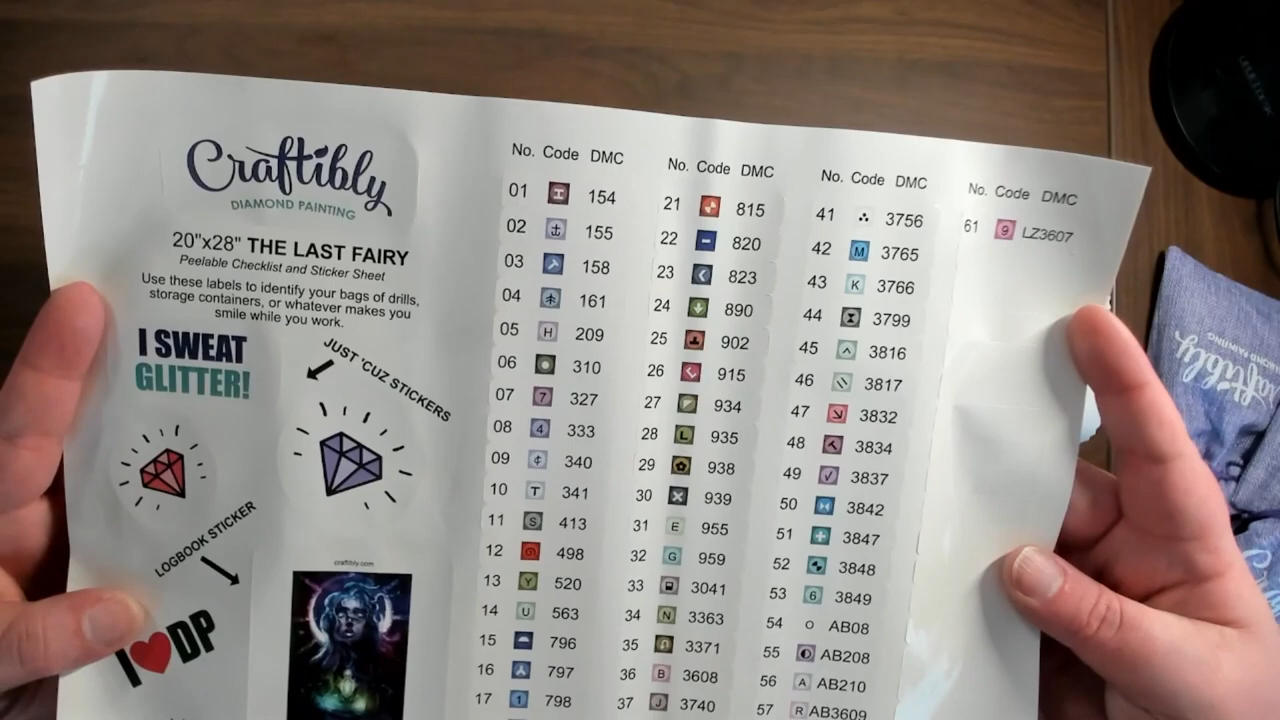 Craftibly
DIAMOND PAINTING
20"x28" THE LAST FAIRY
Peelable Checklist and Sticker Sheet
Use these labels to identify your bags of drills,
storage containers, or whatever makes you
smile while you work.
I SWEAT
GLITTER!
JUST 'CUZ STICKERS
LOGBOOK STICKER
I ❤ DP
craftibly.com
No. Code DMC
01 I 154
02 155
03 158
04 161
05 H 209
06 310
07 7 327
08 4 333
09 ¢ 340
10 T 341
11 S 413
12 498
13 Y 520
14 U 563
15 796
16 797
17 1 798
No. Code DMC
21 815
22 - 820
23 823
24 890
25 902
26 915
27 934
28 L 935
29 938
30 939
31 E 955
32 G 959
33 3041
34 N 3363
35 3371
36 B 3608
37 J 3740
No. Code DMC
41 3756
42 M 3765
43 K 3766
44 3799
45 3816
46 3817
47 3832
48 3834
49 3837
50 3842
51 3847
52 3848
53 6 3849
54 O AB08
55 AB208
56 A AB210
57 R AB3609
No. Code DMC
61 9 LZ3607
Craftibly